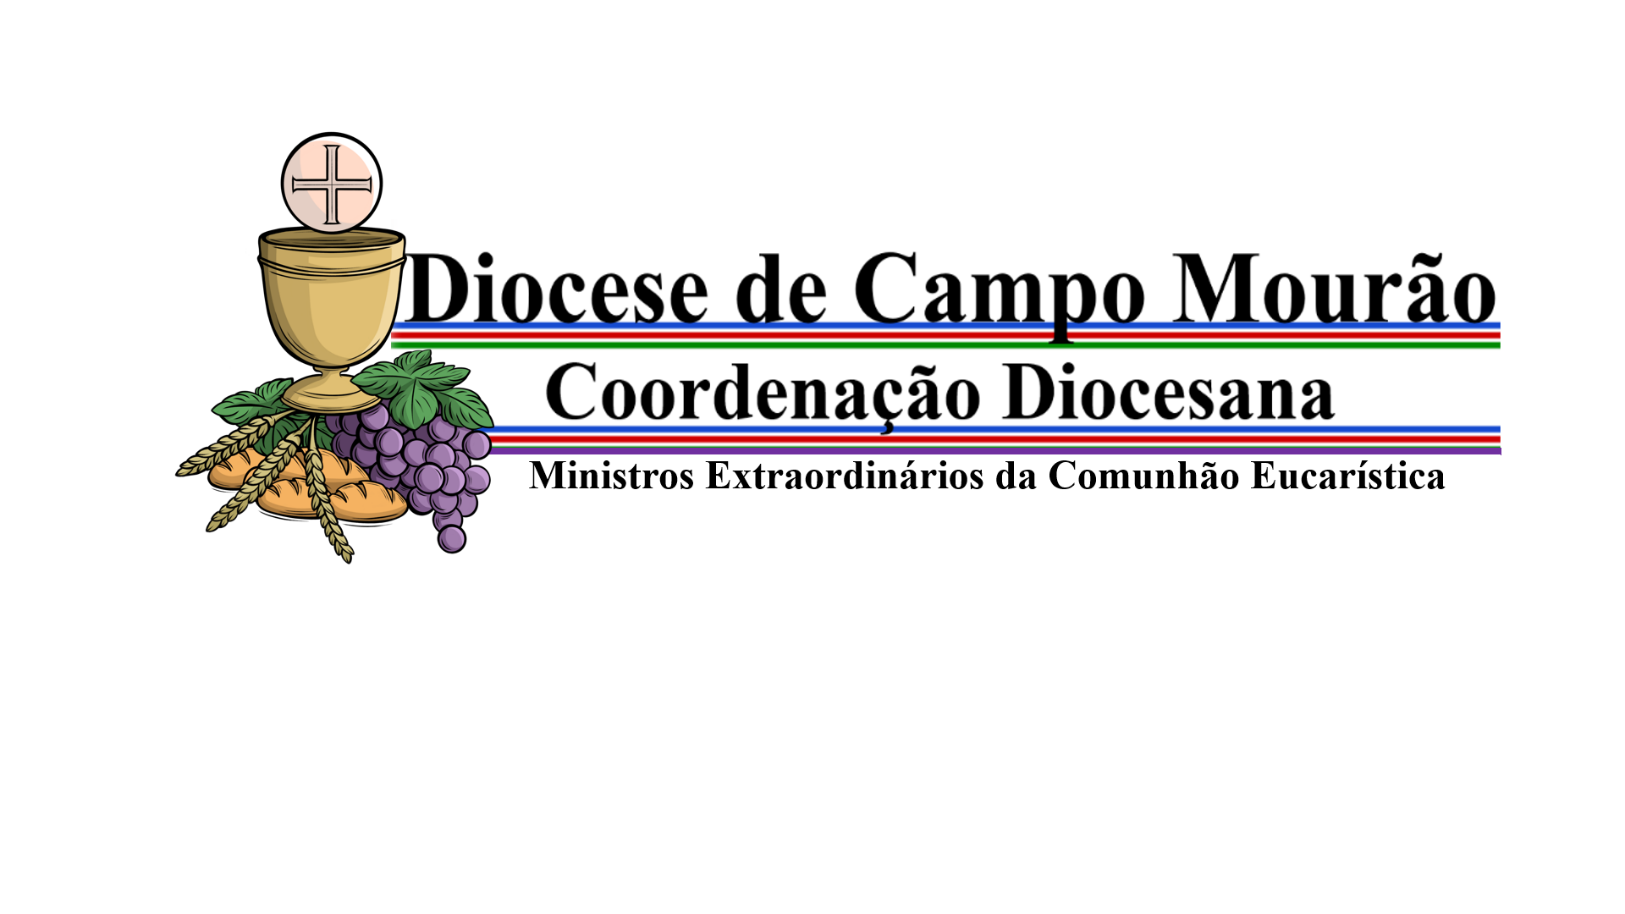 Diocese de Campo Mourão
Coordenação Diocesana
Ministros Extraordinários da Comunhão Eucarística